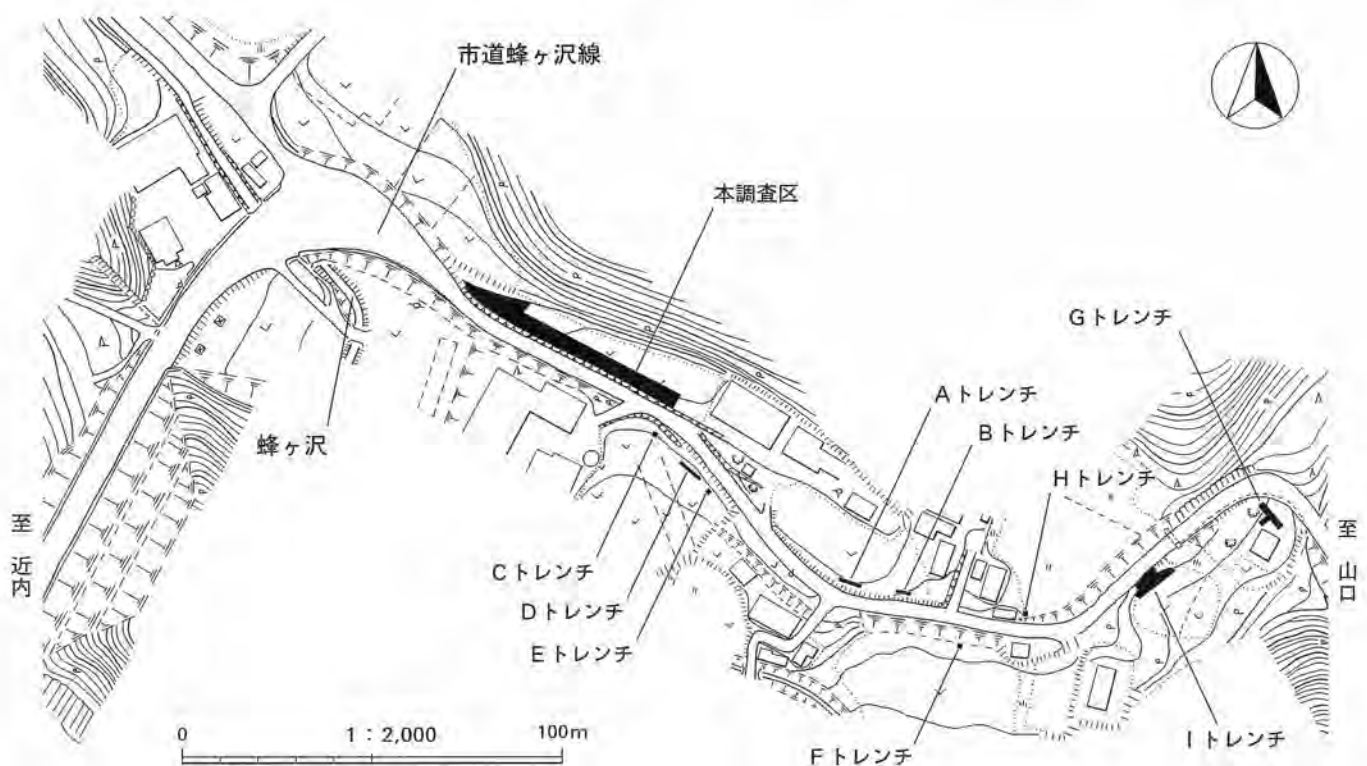 市道蜂ヶ沢線
本調査区
Gトレンチ
Aトレンチ
Bトレンチ
Hトレンチ
蜂ヶ沢
至 近内
至 山口
Cトレンチ
Dトレンチ
Eトレンチ
Fトレンチ
Iトレンチ
0 1:2,000 100m